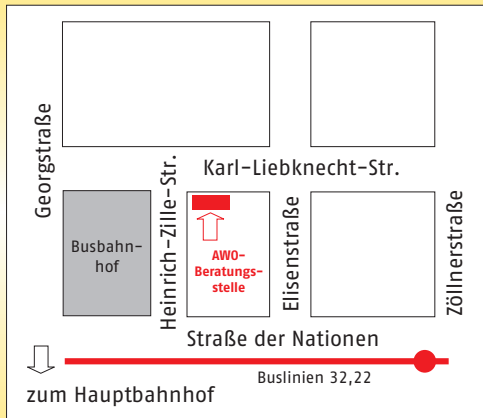 Georgstraße
Karl-Liebknecht-Str.
Heinrich-Zille-Str.
Busbahn-
hof
AWO-
Beratungs-
stelle
Elisenstraße
Zöllnerstraße
Straße der Nationen
Buslinien 32,22
zum Hauptbahnhof